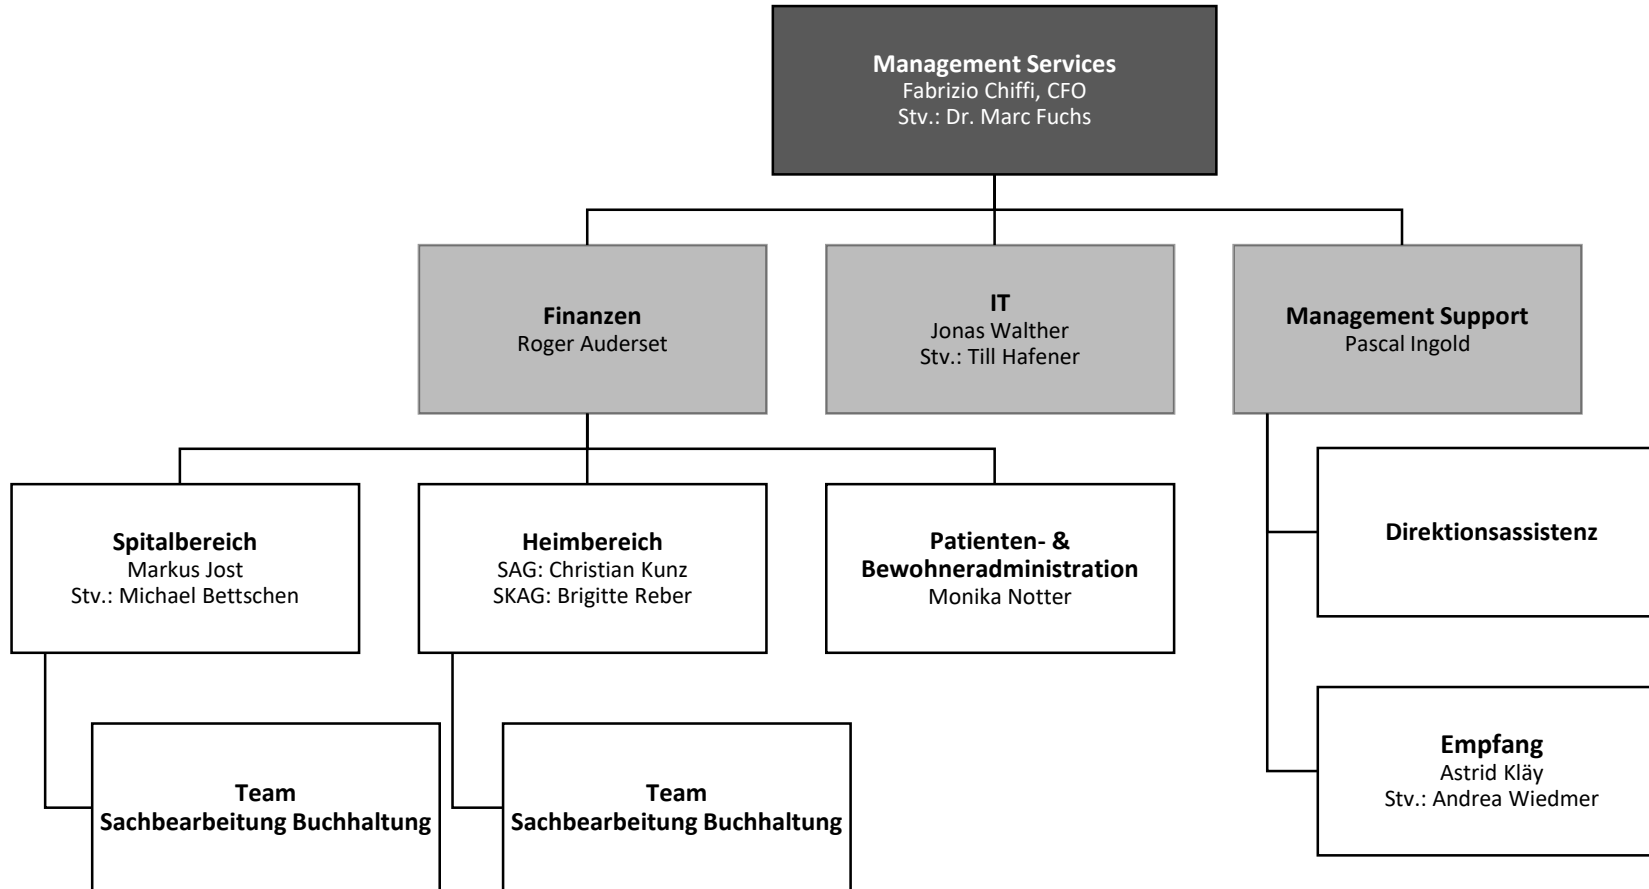 Management Services
Fabrizio Chiffi, CFO
Stv.: Dr. Marc Fuchs
Finanzen
Roger Auderset
IT
Jonas Walther
Stv.: Till Hafener
Management Support
Pascal Ingold
Spitalbereich
Markus Jost
Stv.: Michael Bettschen
Heimbereich
SAG: Christian Kunz
SKAG: Brigitte Reber
Patienten- &
Bewohneradministration
Monika Notter
Direktionsassistenz
Team
Sachbearbeitung Buchhaltung
Team
Sachbearbeitung Buchhaltung
Empfang
Astrid Kläy
Stv.: Andrea Wiedmer